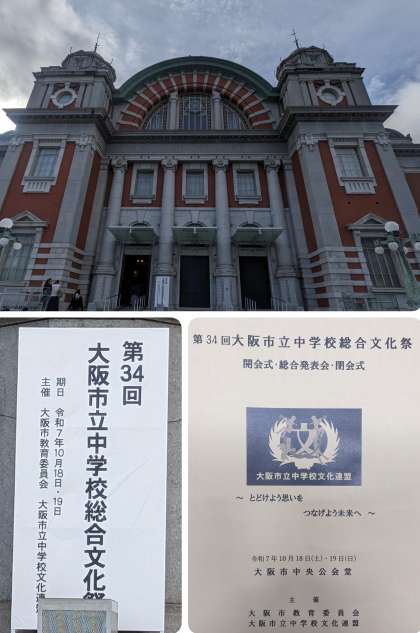 第34回
大阪市立中学校総合文化祭
期日 令和7年10月18日・19日
主催 大阪市教育委員会 大阪市立中学校文化
第34回大阪市立中学校総合文化祭
開会式・総合発表会・閉会式
大阪市立中学校文化連盟
～ とどけよう思いを
つなげよう未来へ ～
令和7年10月18日(土)・19日(日)
大阪市中央公会堂
主 催
大阪市教育委員会
大阪市立中学校文化連盟